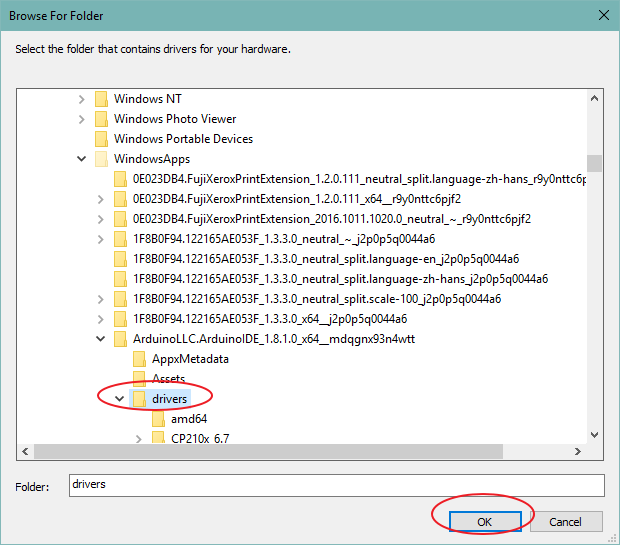 Browse For Folder
Select the folder that contains drivers for your hardware.
Windows NT
Windows Photo Viewer
Windows Portable Devices
WindowsApps
0E023DB4.FujiXeroxPrintExtension_1.2.0.111_neutral_split.language-zh-hans_r9y0nttc6p
0E023DB4.FujiXeroxPrintExtension_1.2.0.111_x64__r9y0nttc6pjf2
0E023DB4.FujiXeroxPrintExtension_2016.1011.1020.0_neutral_~_r9y0nttc6pjf2
1F8B0F94.122165AE053F_1.3.3.0_neutral_~_j2p0p5q0044a6
1F8B0F94.122165AE053F_1.3.3.0_neutral_split.language-en_j2p0p5q0044a6
1F8B0F94.122165AE053F_1.3.3.0_neutral_split.language-zh-hans_j2p0p5q0044a6
1F8B0F94.122165AE053F_1.3.3.0_neutral_split.scale-100_j2p0p5q0044a6
1F8B0F94.122165AE053F_1.3.3.0_x64__j2p0p5q0044a6
ArduinoLLC.ArduinoIDE_1.8.1.0_x64__mdqgnx93n4wtt
AppxMetadata
Assets
drivers
amd64
CP210x_6.7
Folder: drivers
OK Cancel